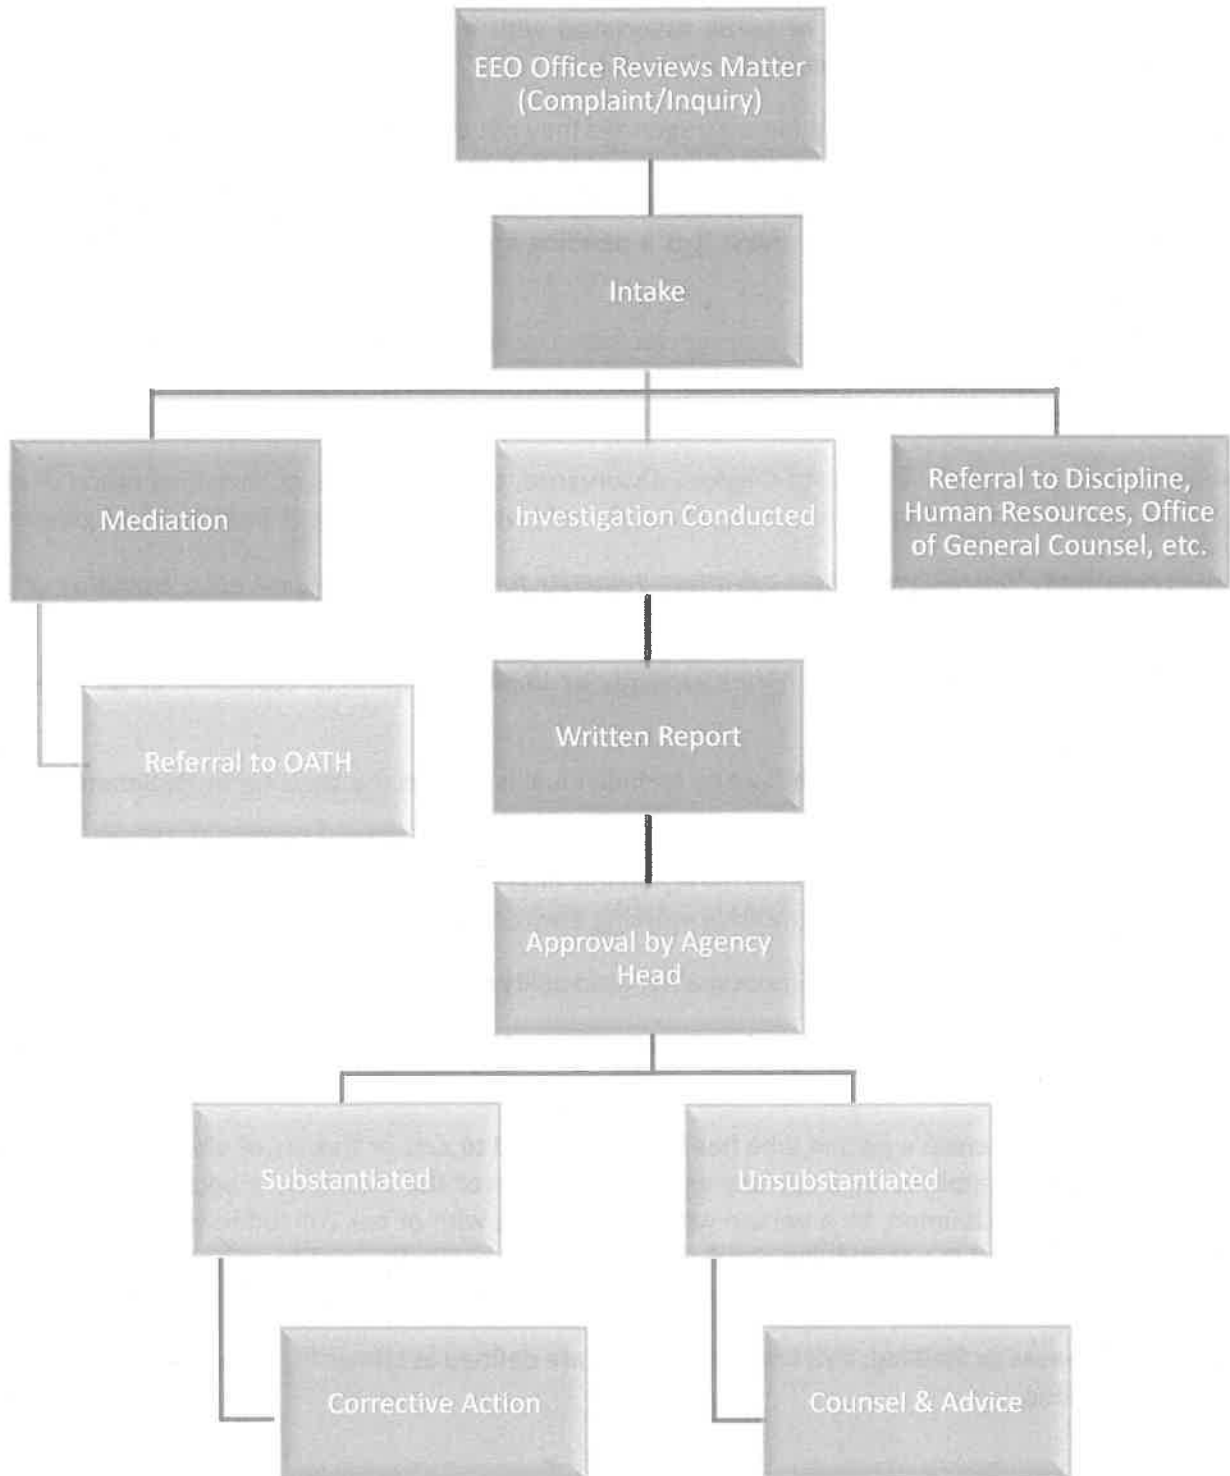 EEO Office Reviews Matter
(Complaint/Inquiry)
Intake
Mediation
Investigation Conducted
Referral to Discipline,
Human Resources, Office
of General Counsel, etc.
Referral to OATH
Written Report
Approval by Agency
Head
Substantiated
Unsubstantiated
Corrective Action
Counsel & Advice